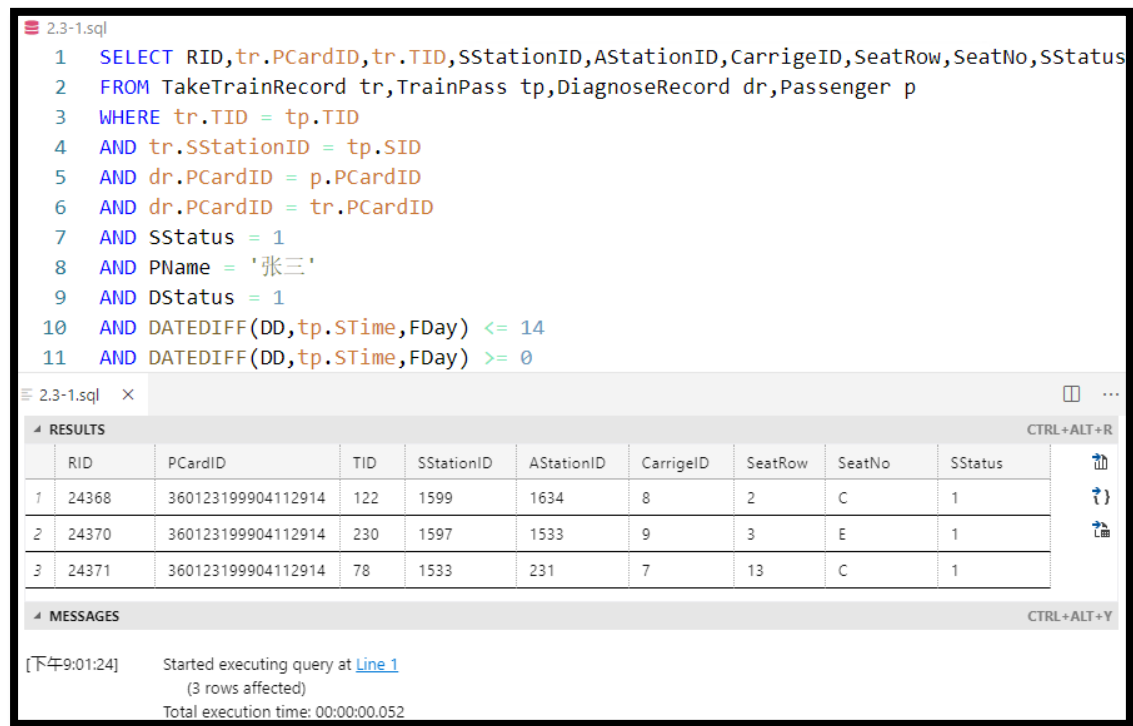 2.3-1.sql
1 SELECT RID,tr.PCardID,tr.TID,SStationID,AStationID,CarrigeID,SeatRow,SeatNo,SStatus
2 FROM TakeTrainRecord tr,TrainPass tp,DiagnoseRecord dr,Passenger p
3 WHERE tr.TID = tp.TID
4 AND tr.SStationID = tp.SID
5 AND dr.PCardID = p.PCardID
6 AND dr.PCardID = tr.PCardID
7 AND SStatus = 1
8 AND PName = '张三'
9 AND DStatus = 1
10 AND DATEDIFF(DD,tp.STime,FDay) <= 14
11 AND DATEDIFF(DD,tp.STime,FDay) >= 0
2.3-1.sql
RESULTS CTRL+ALT+R
RID PCardID TID SStationID AStationID CarrigeID SeatRow SeatNo SStatus
1 24368 360123199904112914 122 1599 1634 8 2 C 1
2 24370 360123199904112914 230 1597 1533 9 3 E 1
3 24371 360123199904112914 78 1533 231 7 13 C 1
MESSAGES CTRL+ALT+Y
[下午9:01:24] Started executing query at Line 1
(3 rows affected)
Total execution time: 00:00:00.052